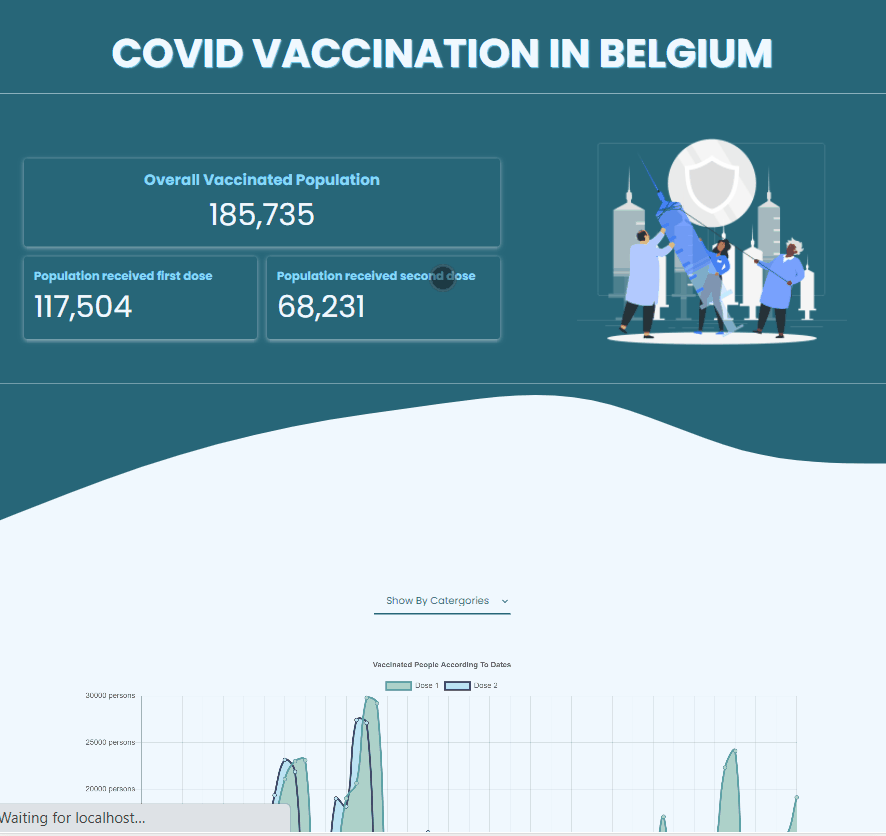 COVID VACCINATION IN BELGIUM
Overall Vaccinated Population
185,735
Population received first dose
117,504
Population received second dose
68,231
Show By Catergories
Vaccinated People According To Dates
Dose 1 Dose 2
30000 persons
25000 persons
20000 persons
Waiting for localhost...